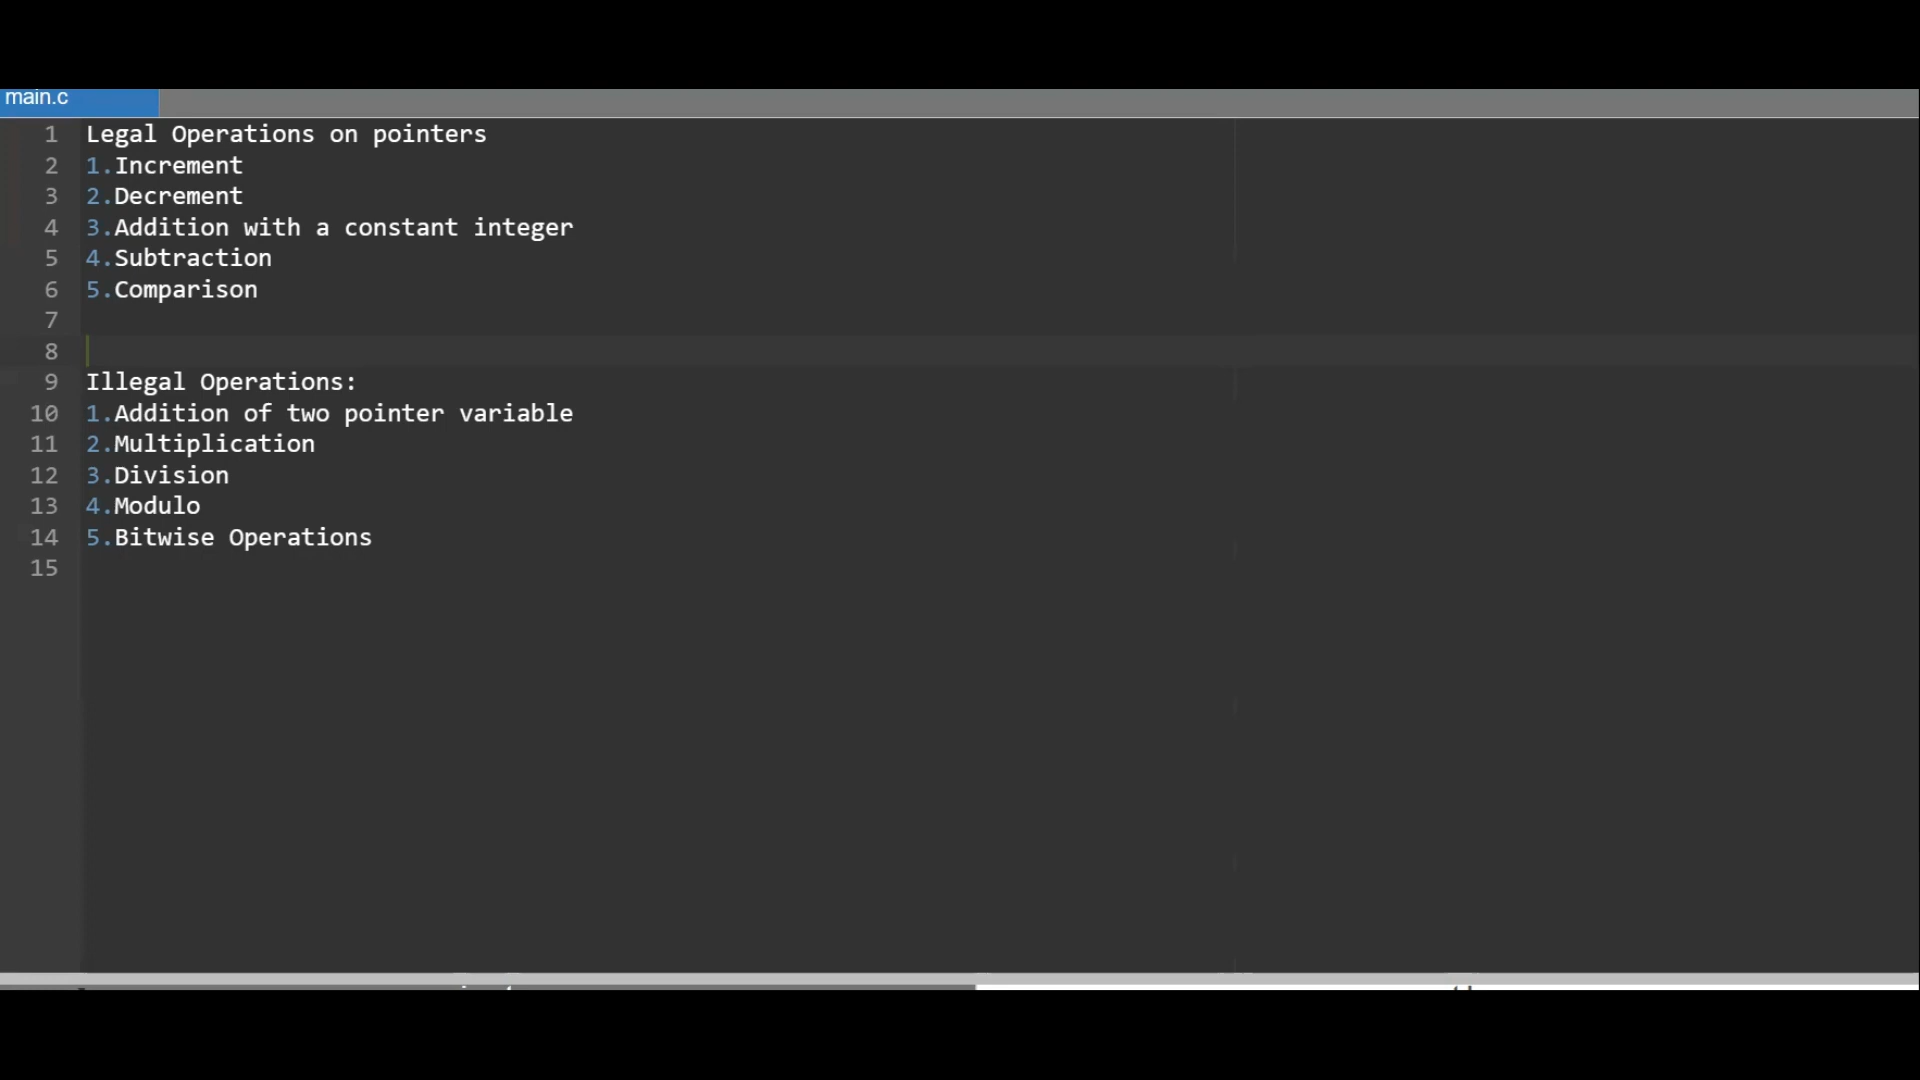 main.c
1 Legal Operations on pointers
2 1.Increment
3 2.Decrement
4 3.Addition with a constant integer
5 4.Subtraction
6 5.Comparison
7
8
9 Illegal Operations:
10 1.Addition of two pointer variable
11 2.Multiplication
12 3.Division
13 4.Modulo
14 5.Bitwise Operations
15